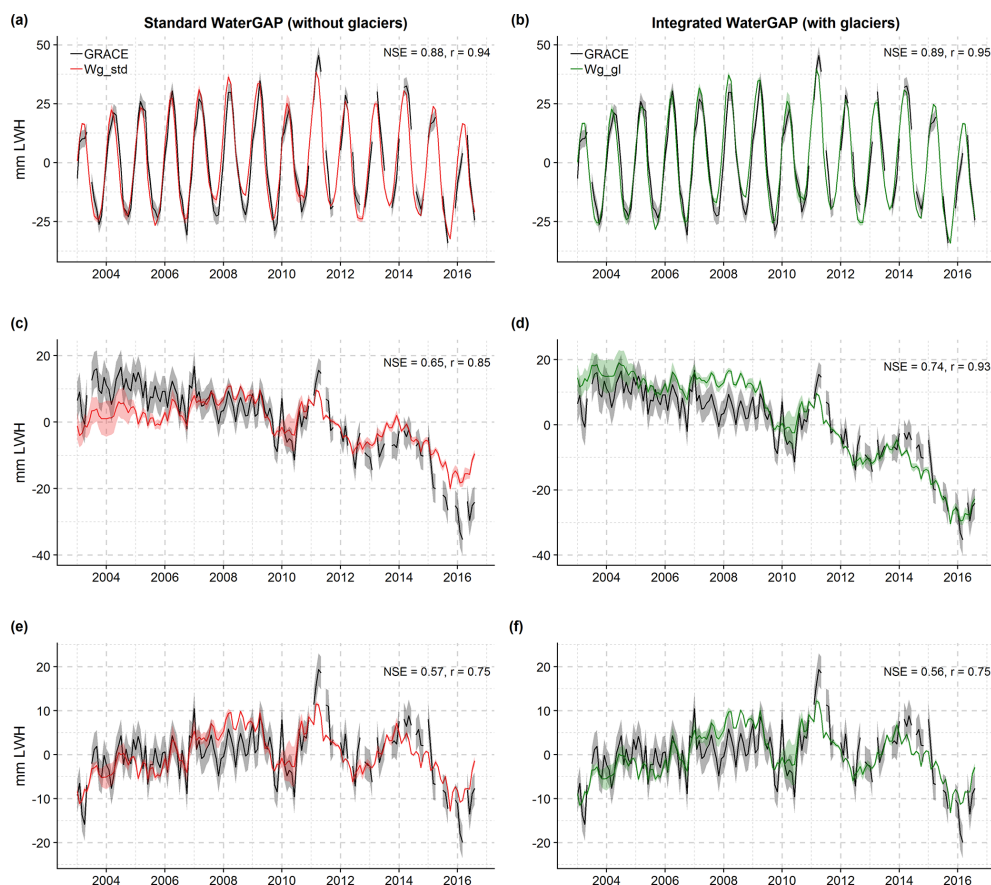 (a)
Standard WaterGAP (without glaciers)
(b)
Integrated WaterGAP (with glaciers)
50
25
0
-25
mm LWH
GRACE
Wg_std
NSE = 0.88, r = 0.94
2004 2006 2008 2010 2012 2014 2016
50
25
0
-25
mm LWH
GRACE
Wg_gl
NSE = 0.89, r = 0.95
2004 2006 2008 2010 2012 2014 2016
(c)
20
0
-20
-40
mm LWH
NSE = 0.65, r = 0.85
2004 2006 2008 2010 2012 2014 2016
(d)
20
0
-20
-40
mm LWH
NSE = 0.74, r = 0.93
2004 2006 2008 2010 2012 2014 2016
(e)
20
10
0
-10
-20
mm LWH
NSE = 0.57, r = 0.75
2004 2006 2008 2010 2012 2014 2016
(f)
20
10
0
-10
-20
mm LWH
NSE = 0.56, r = 0.75
2004 2006 2008 2010 2012 2014 2016